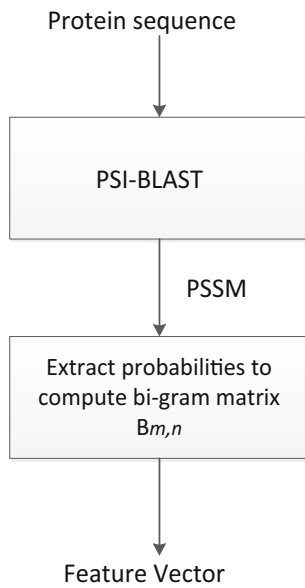 Protein sequence
PSI-BLAST
PSSM
Extract probabilities to
compute bi-gram matrix
Bm,n
Feature Vector